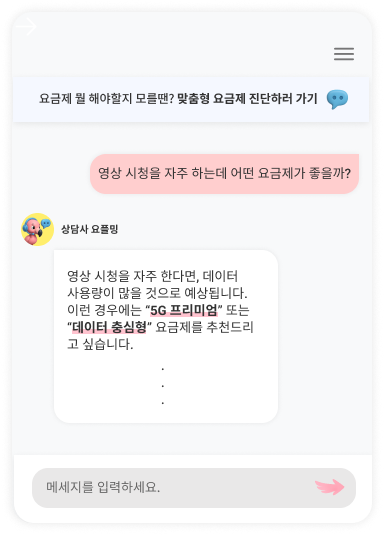 요금제 뭘 해야할지 모를땐? 맞춤형 요금제 진단하러 가기
영상 시청을 자주 하는데 어떤 요금제가 좋을까?
상담사 요플밍
영상 시청을 자주 한다면, 데이터
사용량이 많을 것으로 예상됩니다.
이런 경우에는 “5G 프리미엄” 또는
“데이터 충심형” 요금제를 추천드리
고 싶습니다.
.
.
.
메세지를 입력하세요.